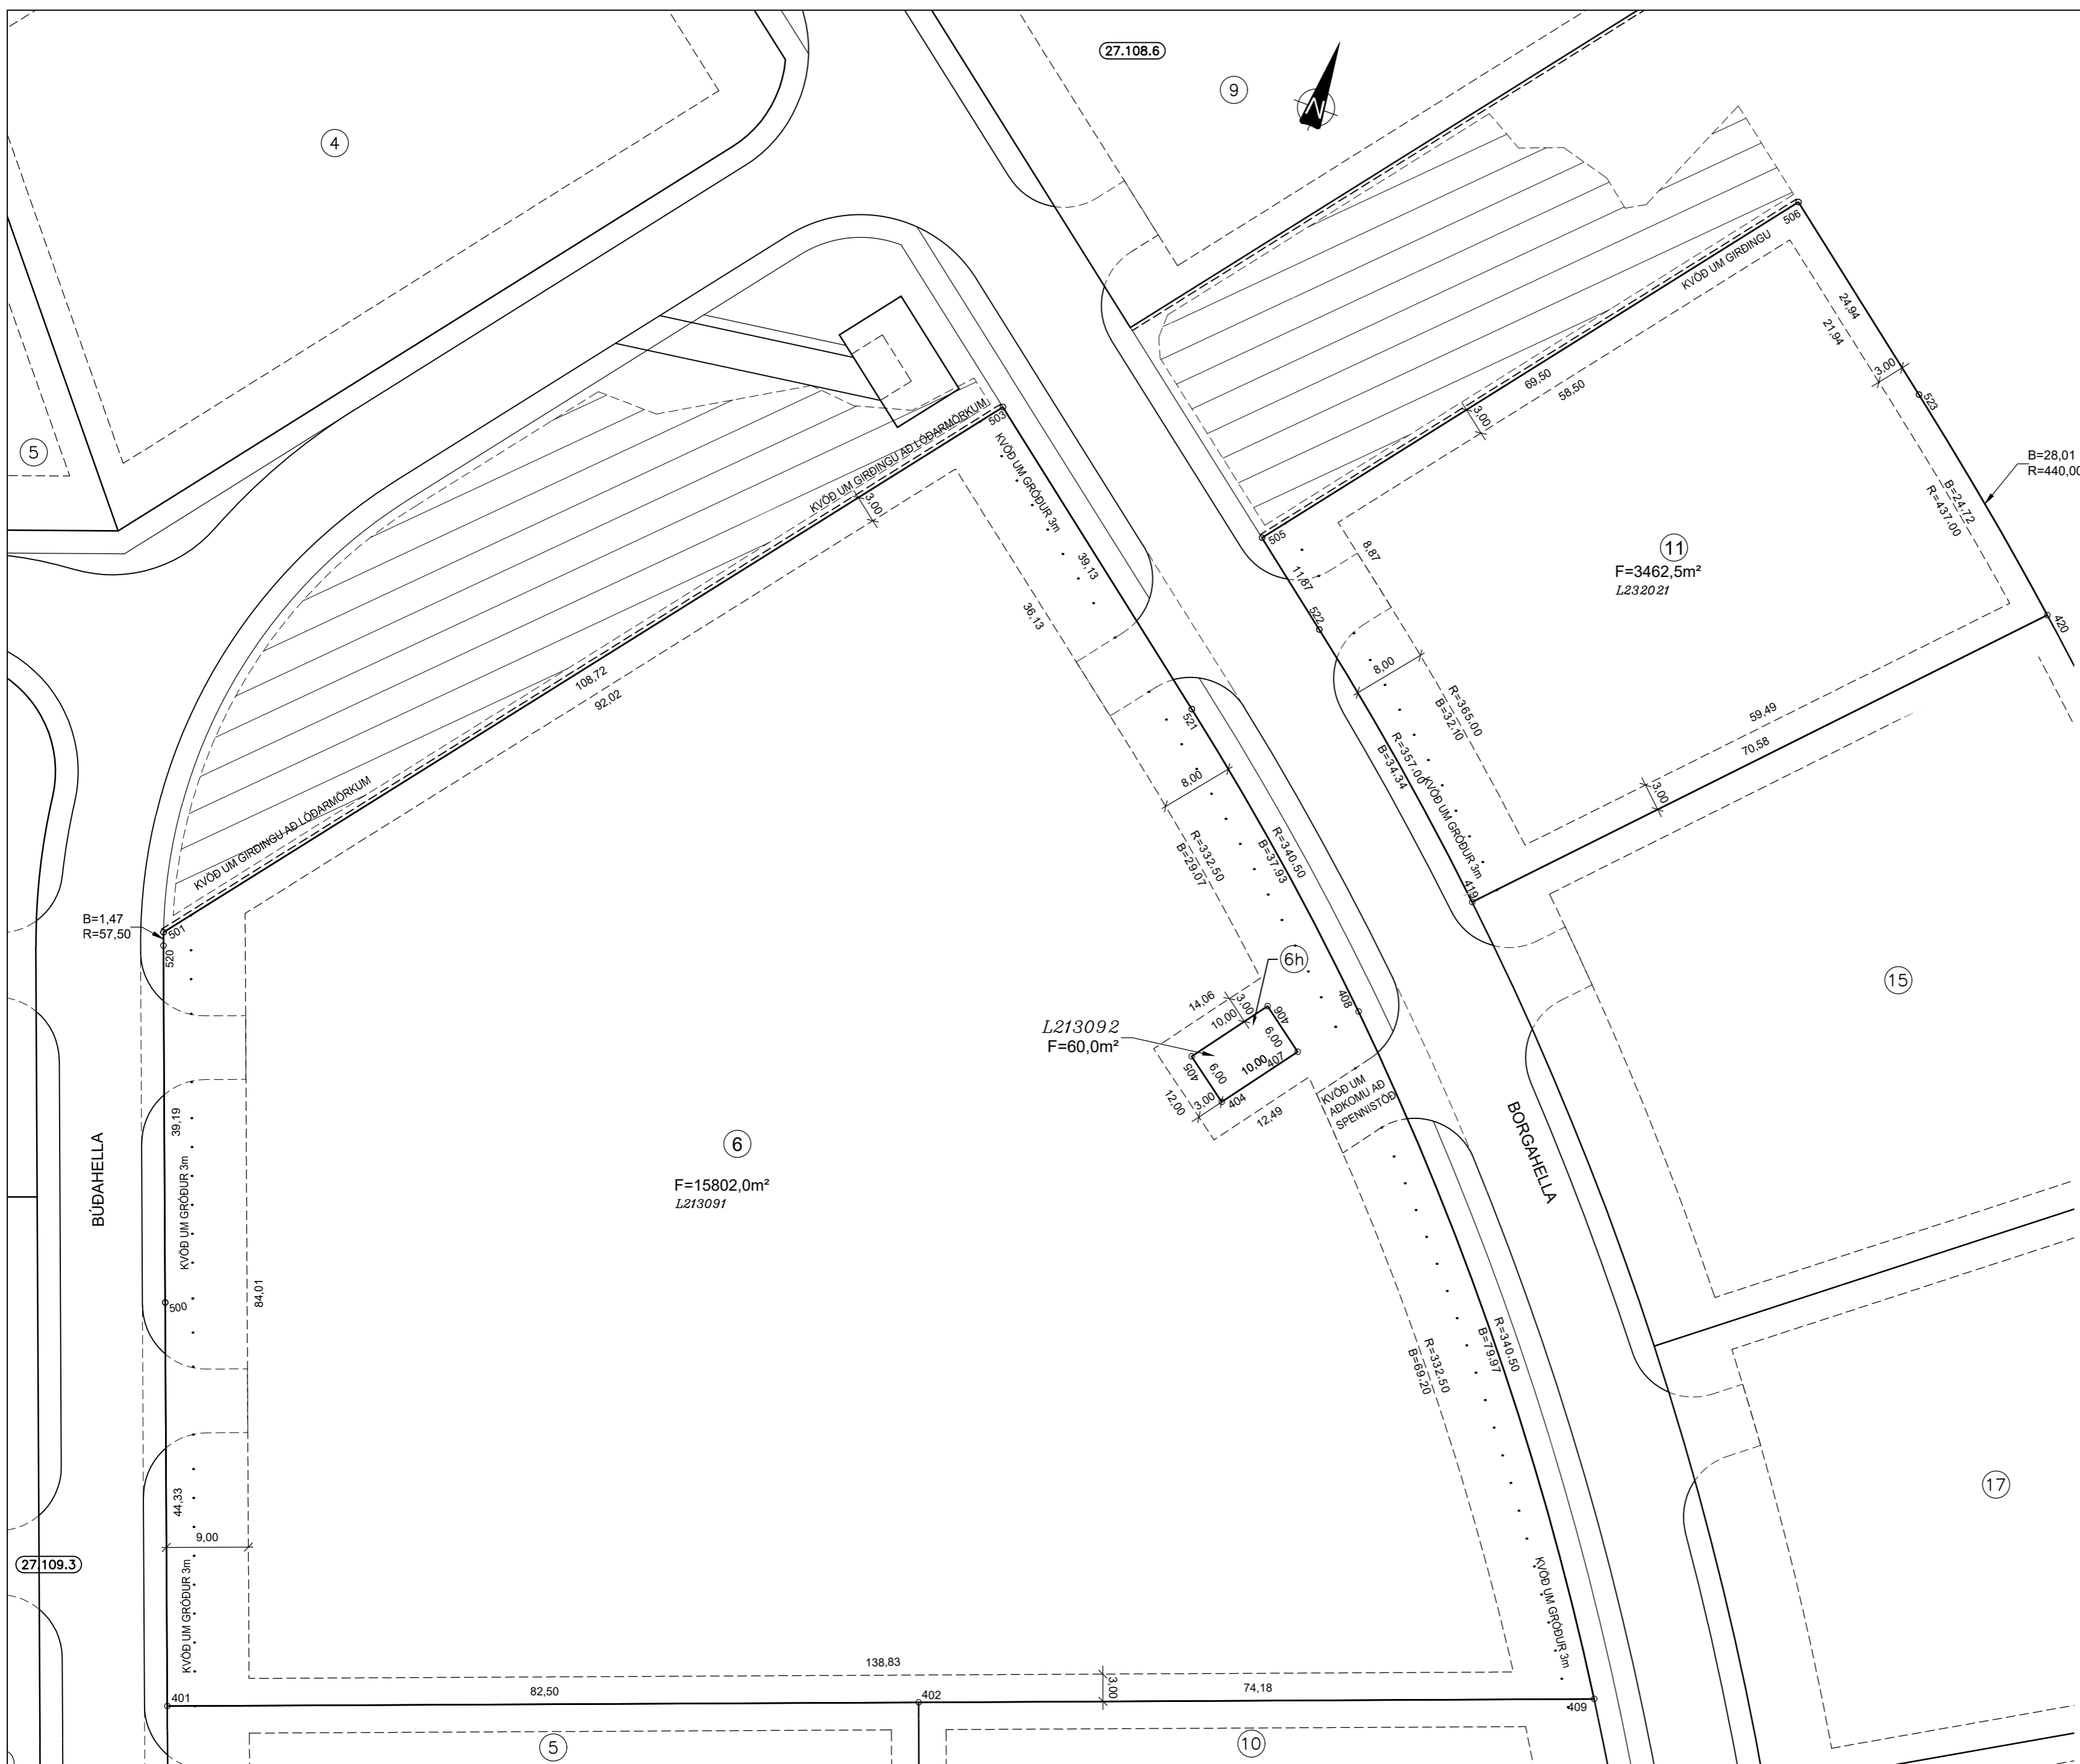 27.108.6
9
N
4
5
KVÖÐ UM GIRÐINGU
506
24,94
21,94
3,00
523
69,50
58,50
3,00
B=28,01
R=440,00
B=24,72
R=437,00
KVÖÐ UM GIRÐINGU AÐ LÓÐARMÖRKUM
503
3,00
KVÖÐ UM GRÓÐUR 3m
39,13
36,13
505
8,87
11,87
522
11
F=3462,5m²
L232021
420
8,00
R=365,00
B=32,10
R=357,00
B=34,34
59,49
70,58
3,00
KVÖÐ UM GRÓÐUR 3m
419
108,72
92,02
521
8,00
R=332,50
B=29,07
R=340,50
B=37,93
KVÖÐ UM GIRÐINGU AÐ LÓÐARMÖRKUM
B=1,47
R=57,50
501
520
6h
14,06
3,00
10,00
406
408
L213092
F=60,0m²
405
6,00
6,00
10,00
407
12,00
3,00
404
12,49
KVÖÐ UM
AÐKOMU AÐ
SPENNISTÖÐ
15
BORGAHELLA
BÚÐAHELLA
39,19
KVÖÐ UM GRÓÐUR 3m
6
F=15802,0m²
L213091
500
84,01
R=340,50
B=79,97
R=332,50
B=69,20
17
44,33
9,00
27.109.3
KVÖÐ UM GRÓÐUR 3m
KVÖÐ UM GRÓÐUR 3m
138,83
3,00
401
82,50
402
74,18
409
5
10